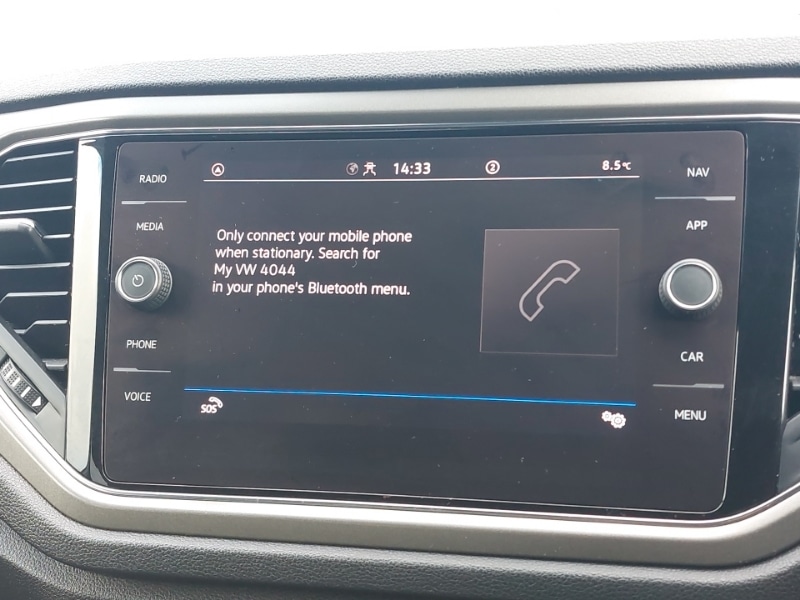 RADIO
MEDIA
PHONE
VOICE
14:33
2
8.5°C
Only connect your mobile phone
when stationary. Search for
My VW 4044
in your phone's Bluetooth menu.
SOS
NAV
APP
CAR
MENU